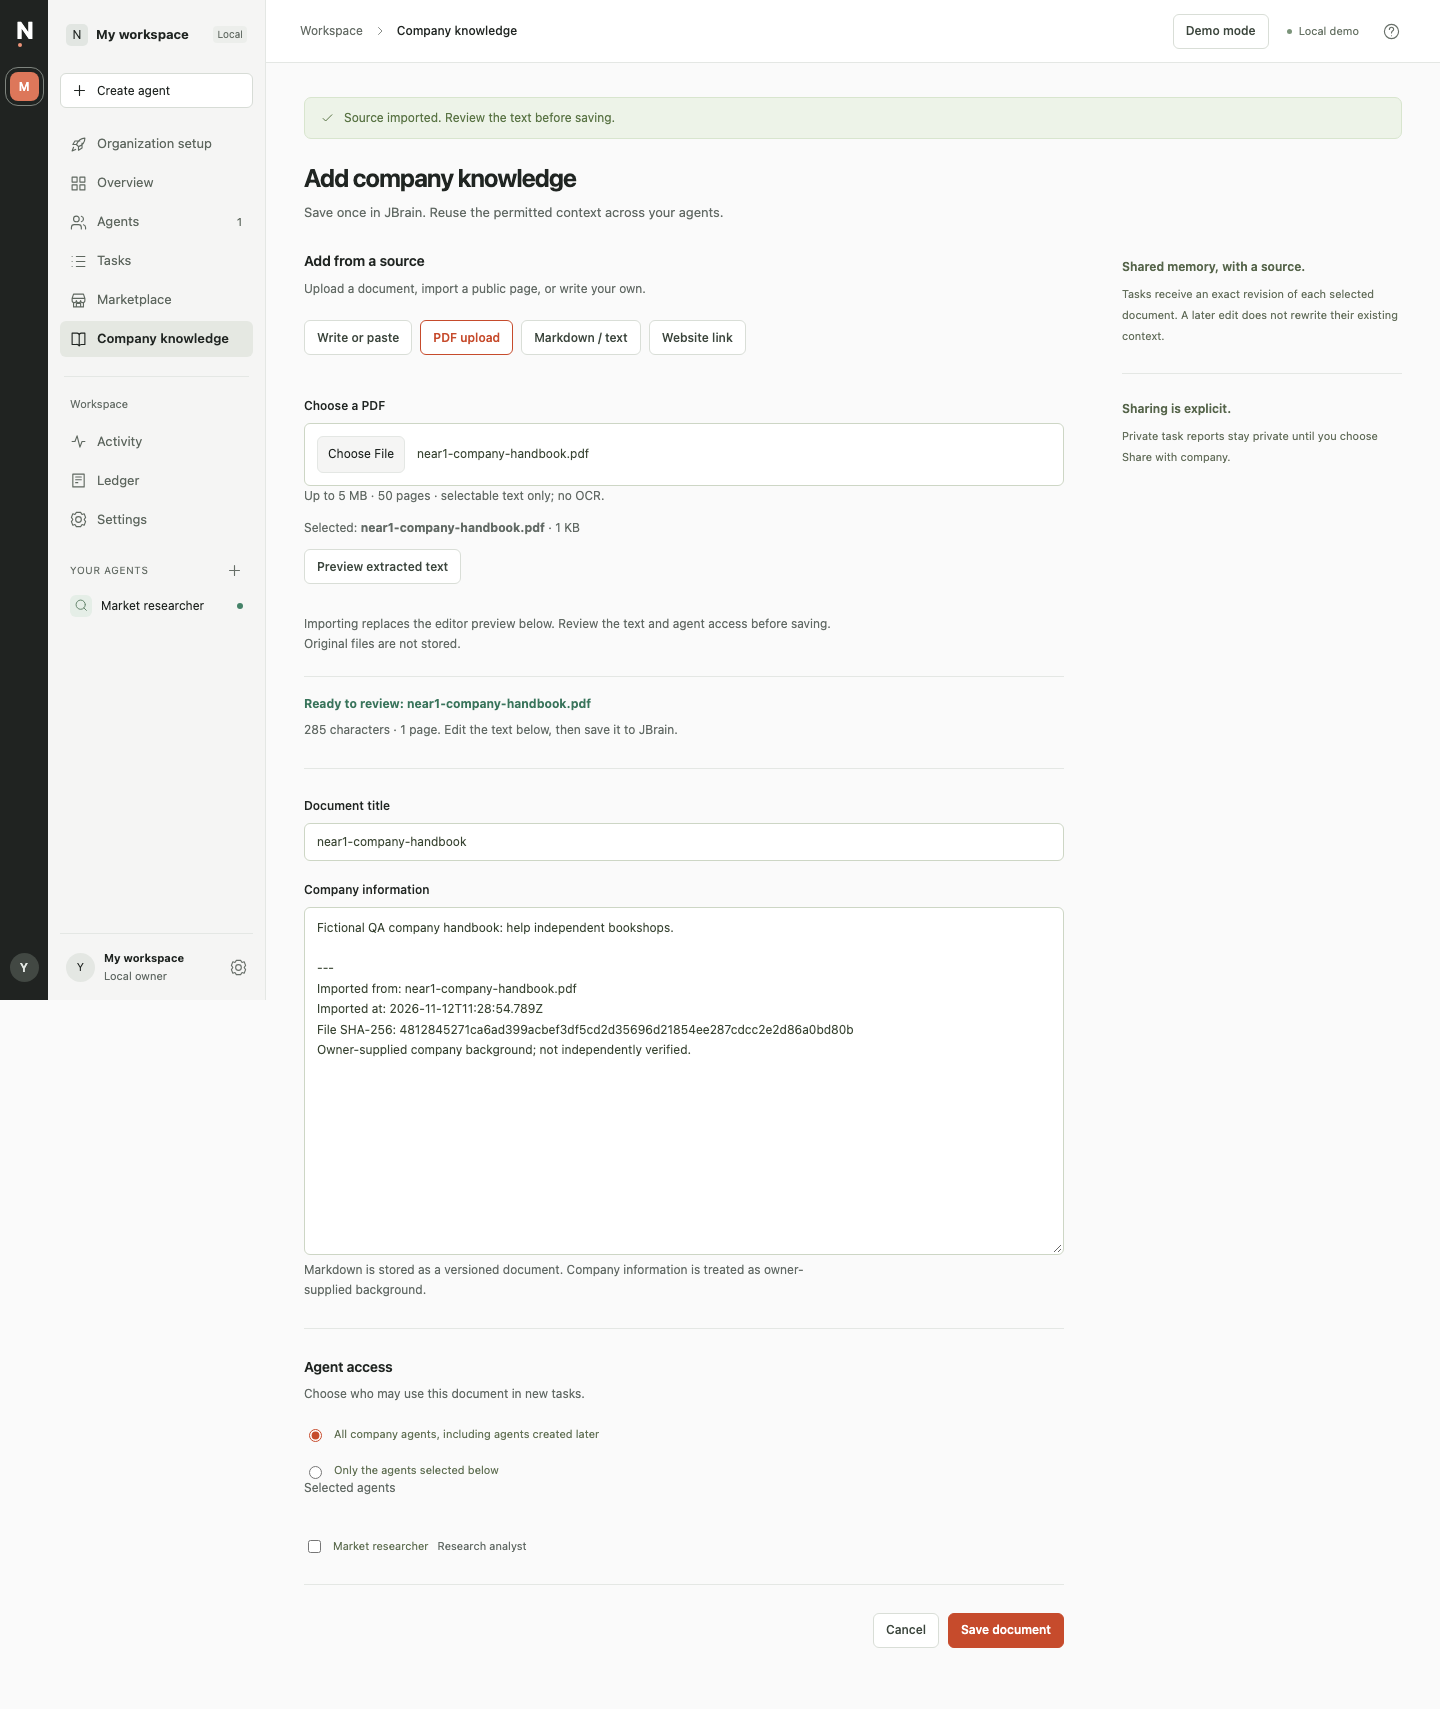 N
M
Y
N My workspace Local
Create agent
Organization setup
Overview
Agents 1
Tasks
Marketplace
Company knowledge
Workspace
Activity
Ledger
Settings
YOUR AGENTS
Market researcher
Y My workspace
Local owner
Workspace Company knowledge
Demo mode
Local demo
Source imported. Review the text before saving.
Add company knowledge
Save once in JBrain. Reuse the permitted context across your agents.
Add from a source
Upload a document, import a public page, or write your own.
Write or paste PDF upload Markdown / text Website link
Choose a PDF
Choose File near1-company-handbook.pdf
Up to 5 MB · 50 pages · selectable text only; no OCR.
Selected: near1-company-handbook.pdf · 1 KB
Preview extracted text
Importing replaces the editor preview below. Review the text and agent access before saving.
Original files are not stored.
Ready to review: near1-company-handbook.pdf
285 characters · 1 page. Edit the text below, then save it to JBrain.
Document title
near1-company-handbook
Company information
Fictional QA company handbook: help independent bookshops.
---
Imported from: near1-company-handbook.pdf
Imported at: 2026-11-12T11:28:54.789Z
File SHA-256: 4812845271ca6ad399acbef3df5cd2d35696d21854ee287cdcc2e2d86a0bd80b
Owner-supplied company background; not independently verified.
Markdown is stored as a versioned document. Company information is treated as owner-
supplied background.
Agent access
Choose who may use this document in new tasks.
All company agents, including agents created later
Only the agents selected below
Selected agents
Market researcher Research analyst
Cancel Save document
Shared memory, with a source.
Tasks receive an exact revision of each selected
document. A later edit does not rewrite their existing
context.
Sharing is explicit.
Private task reports stay private until you choose
Share with company.